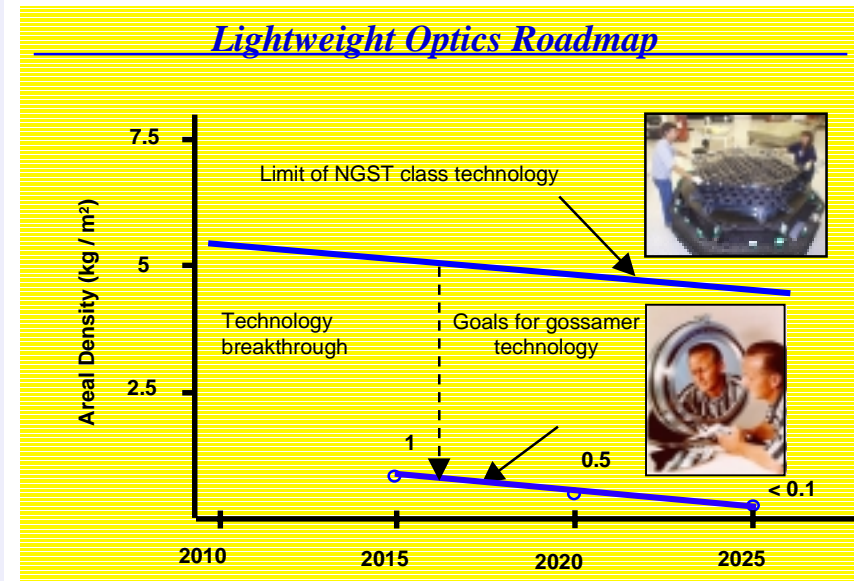 Lightweight Optics Roadmap
7.5
Limit of NGST class technology
Areal Density (kg / m²)
5
Technology
breakthrough
Goals for gossamer
technology
2.5
1
0.5
< 0.1
2010
2015
2020
2025